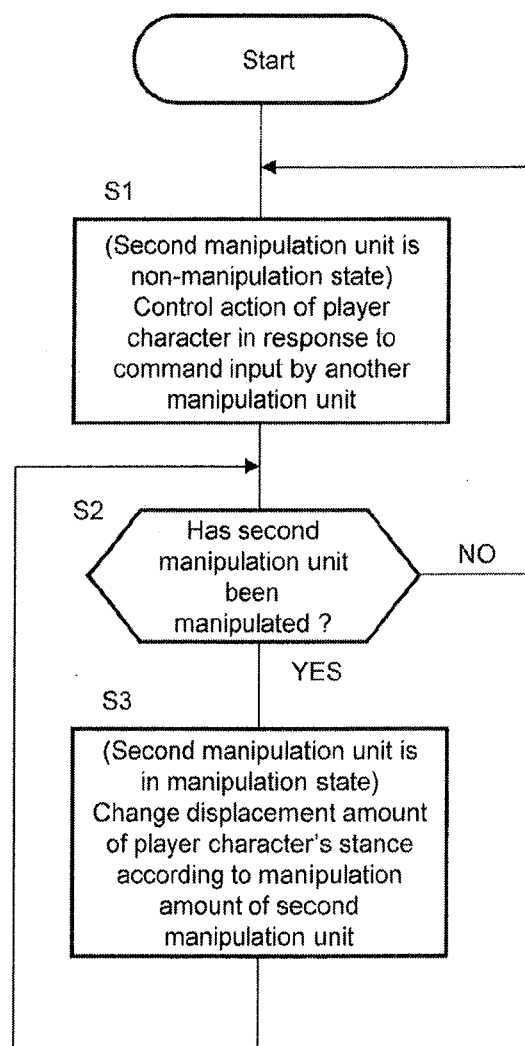 Start
S1
(Second manipulation unit is
non-manipulation state)
Control action of player
character in response to
command input by another
manipulation unit
S2
Has second
manipulation unit
been
manipulated ?
NO
YES
S3
(Second manipulation unit is
in manipulation state)
Change displacement amount
of player character's stance
according to manipulation
amount of second
manipulation unit